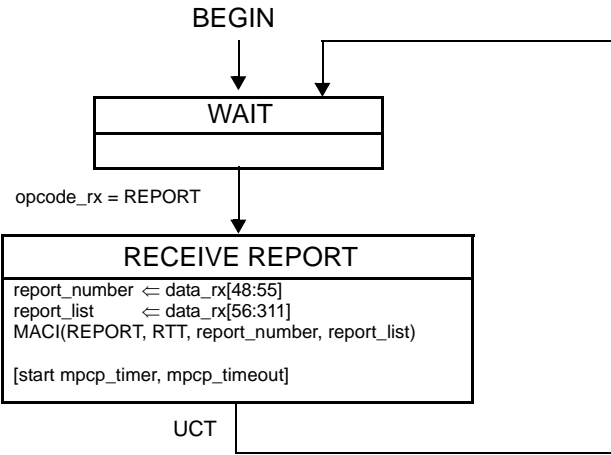 BEGIN
WAIT
opcode_rx = REPORT
RECEIVE REPORT
report_number ⇐ data_rx[48:55]
report_list ⇐ data_rx[56:311]
MACI(REPORT, RTT, report_number, report_list)
[start mpcp_timer, mpcp_timeout]
UCT